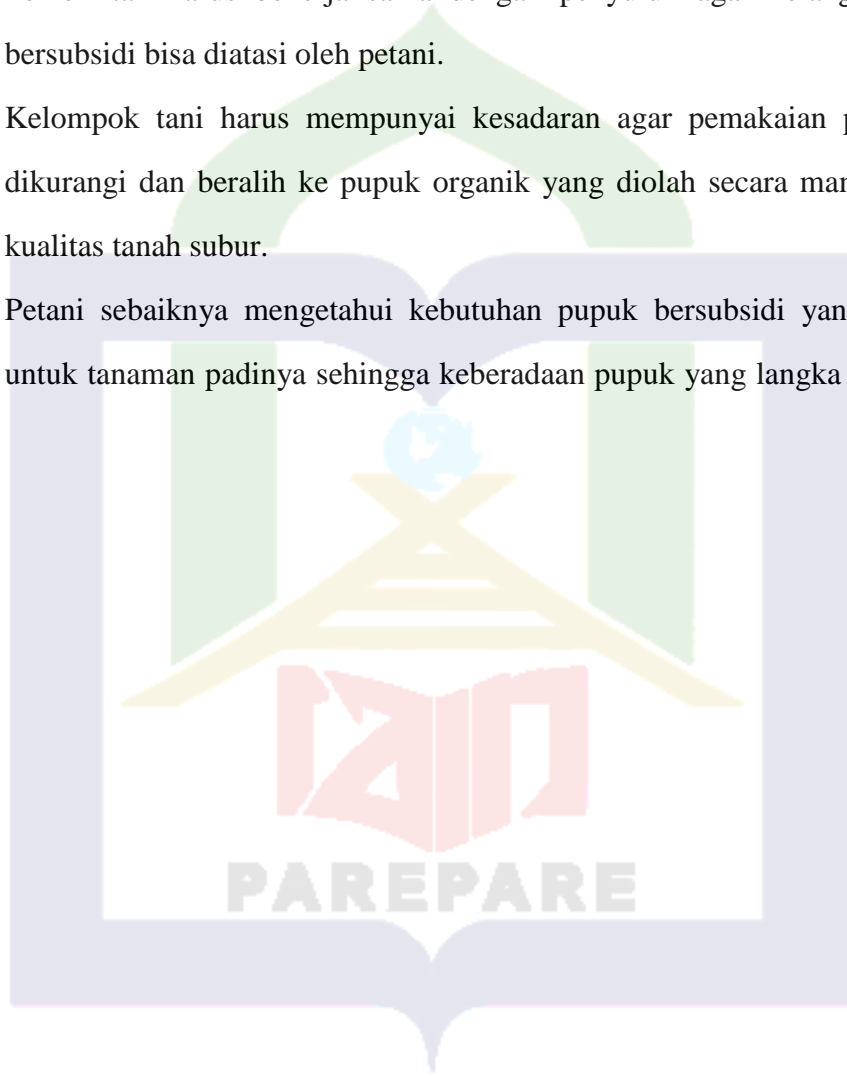 bersubsidi bisa diatasi oleh petani.
Kelompok tani harus mempunyai kesadaran agar pemakaian
dikurangi dan beralih ke pupuk organik yang diolah secara
kualitas tanah subur.
Petani sebaiknya mengetahui kebutuhan pupuk bersubsidi
untuk tanaman padinya sehingga keberadaan pupuk yang langka
iain
PAREPARE